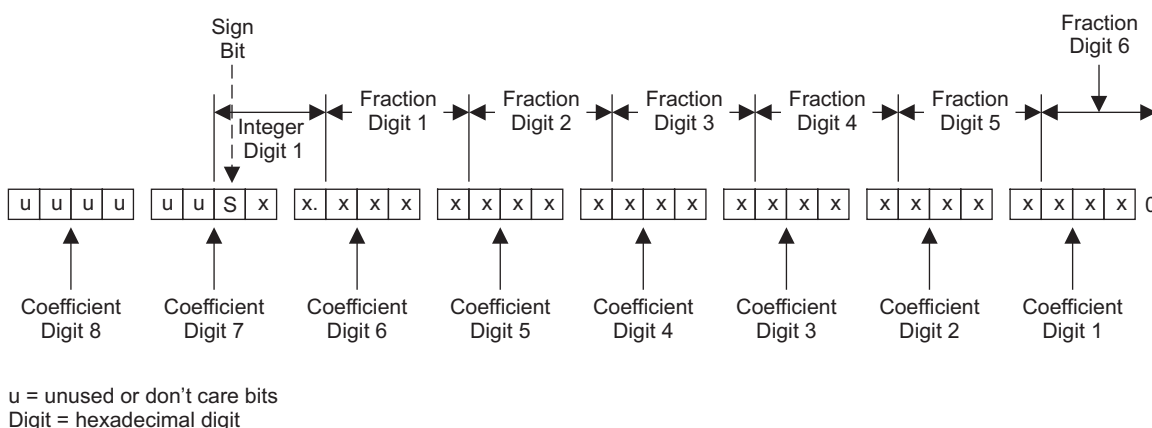 Sign
Bit
Fraction
Digit 6
Integer
Digit 1
Fraction
Digit 1
Fraction
Digit 2
Fraction
Digit 3
Fraction
Digit 4
Fraction
Digit 5
u u u u u u S x x. x x x x x x x x x x x x x x x x x x x x x x x 0
Coefficient
Digit 8
Coefficient
Digit 7
Coefficient
Digit 6
Coefficient
Digit 5
Coefficient
Digit 4
Coefficient
Digit 3
Coefficient
Digit 2
Coefficient
Digit 1
u = unused or don’t care bits
Digit = hexadecimal digit